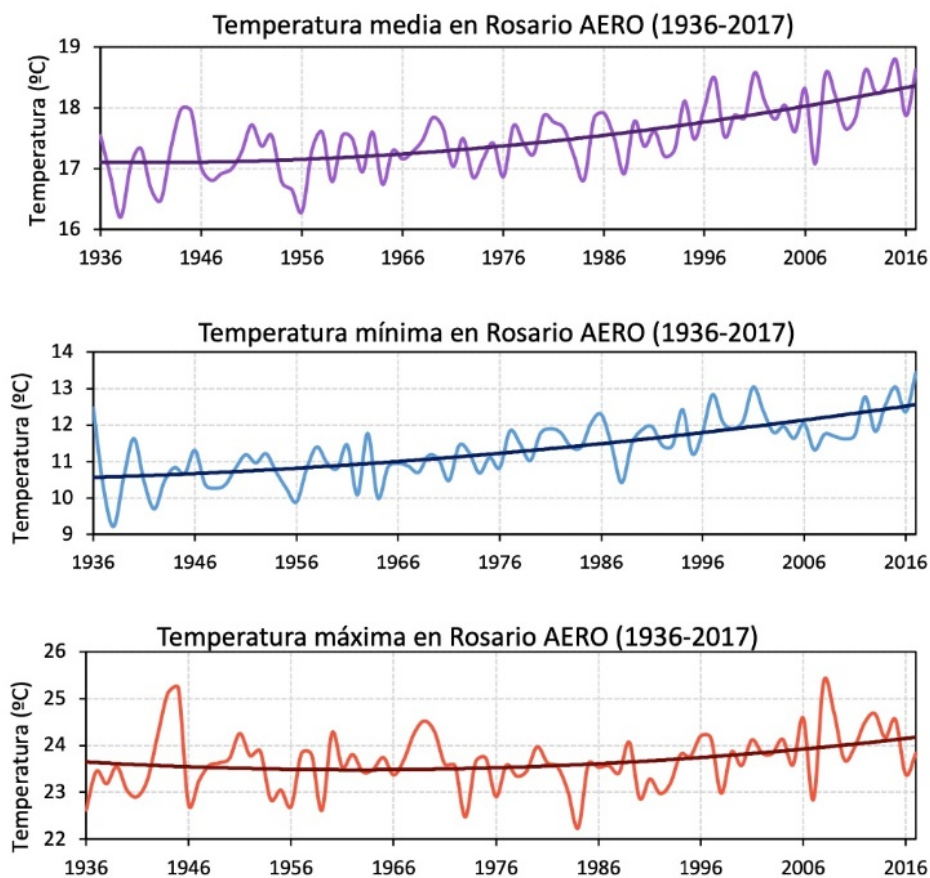 Temperatura media en Rosario AERO (1936-2017)
Temperatura (ºC)
19
18
17
16
1936 1946 1956 1966 1976 1986 1996 2006 2016
Temperatura mínima en Rosario AERO (1936-2017)
Temperatura (ºC)
14
13
12
11
10
9
1936 1946 1956 1966 1976 1986 1996 2006 2016
Temperatura máxima en Rosario AERO (1936-2017)
Temperatura (ºC)
26
25
24
23
22
1936 1946 1956 1966 1976 1986 1996 2006 2016